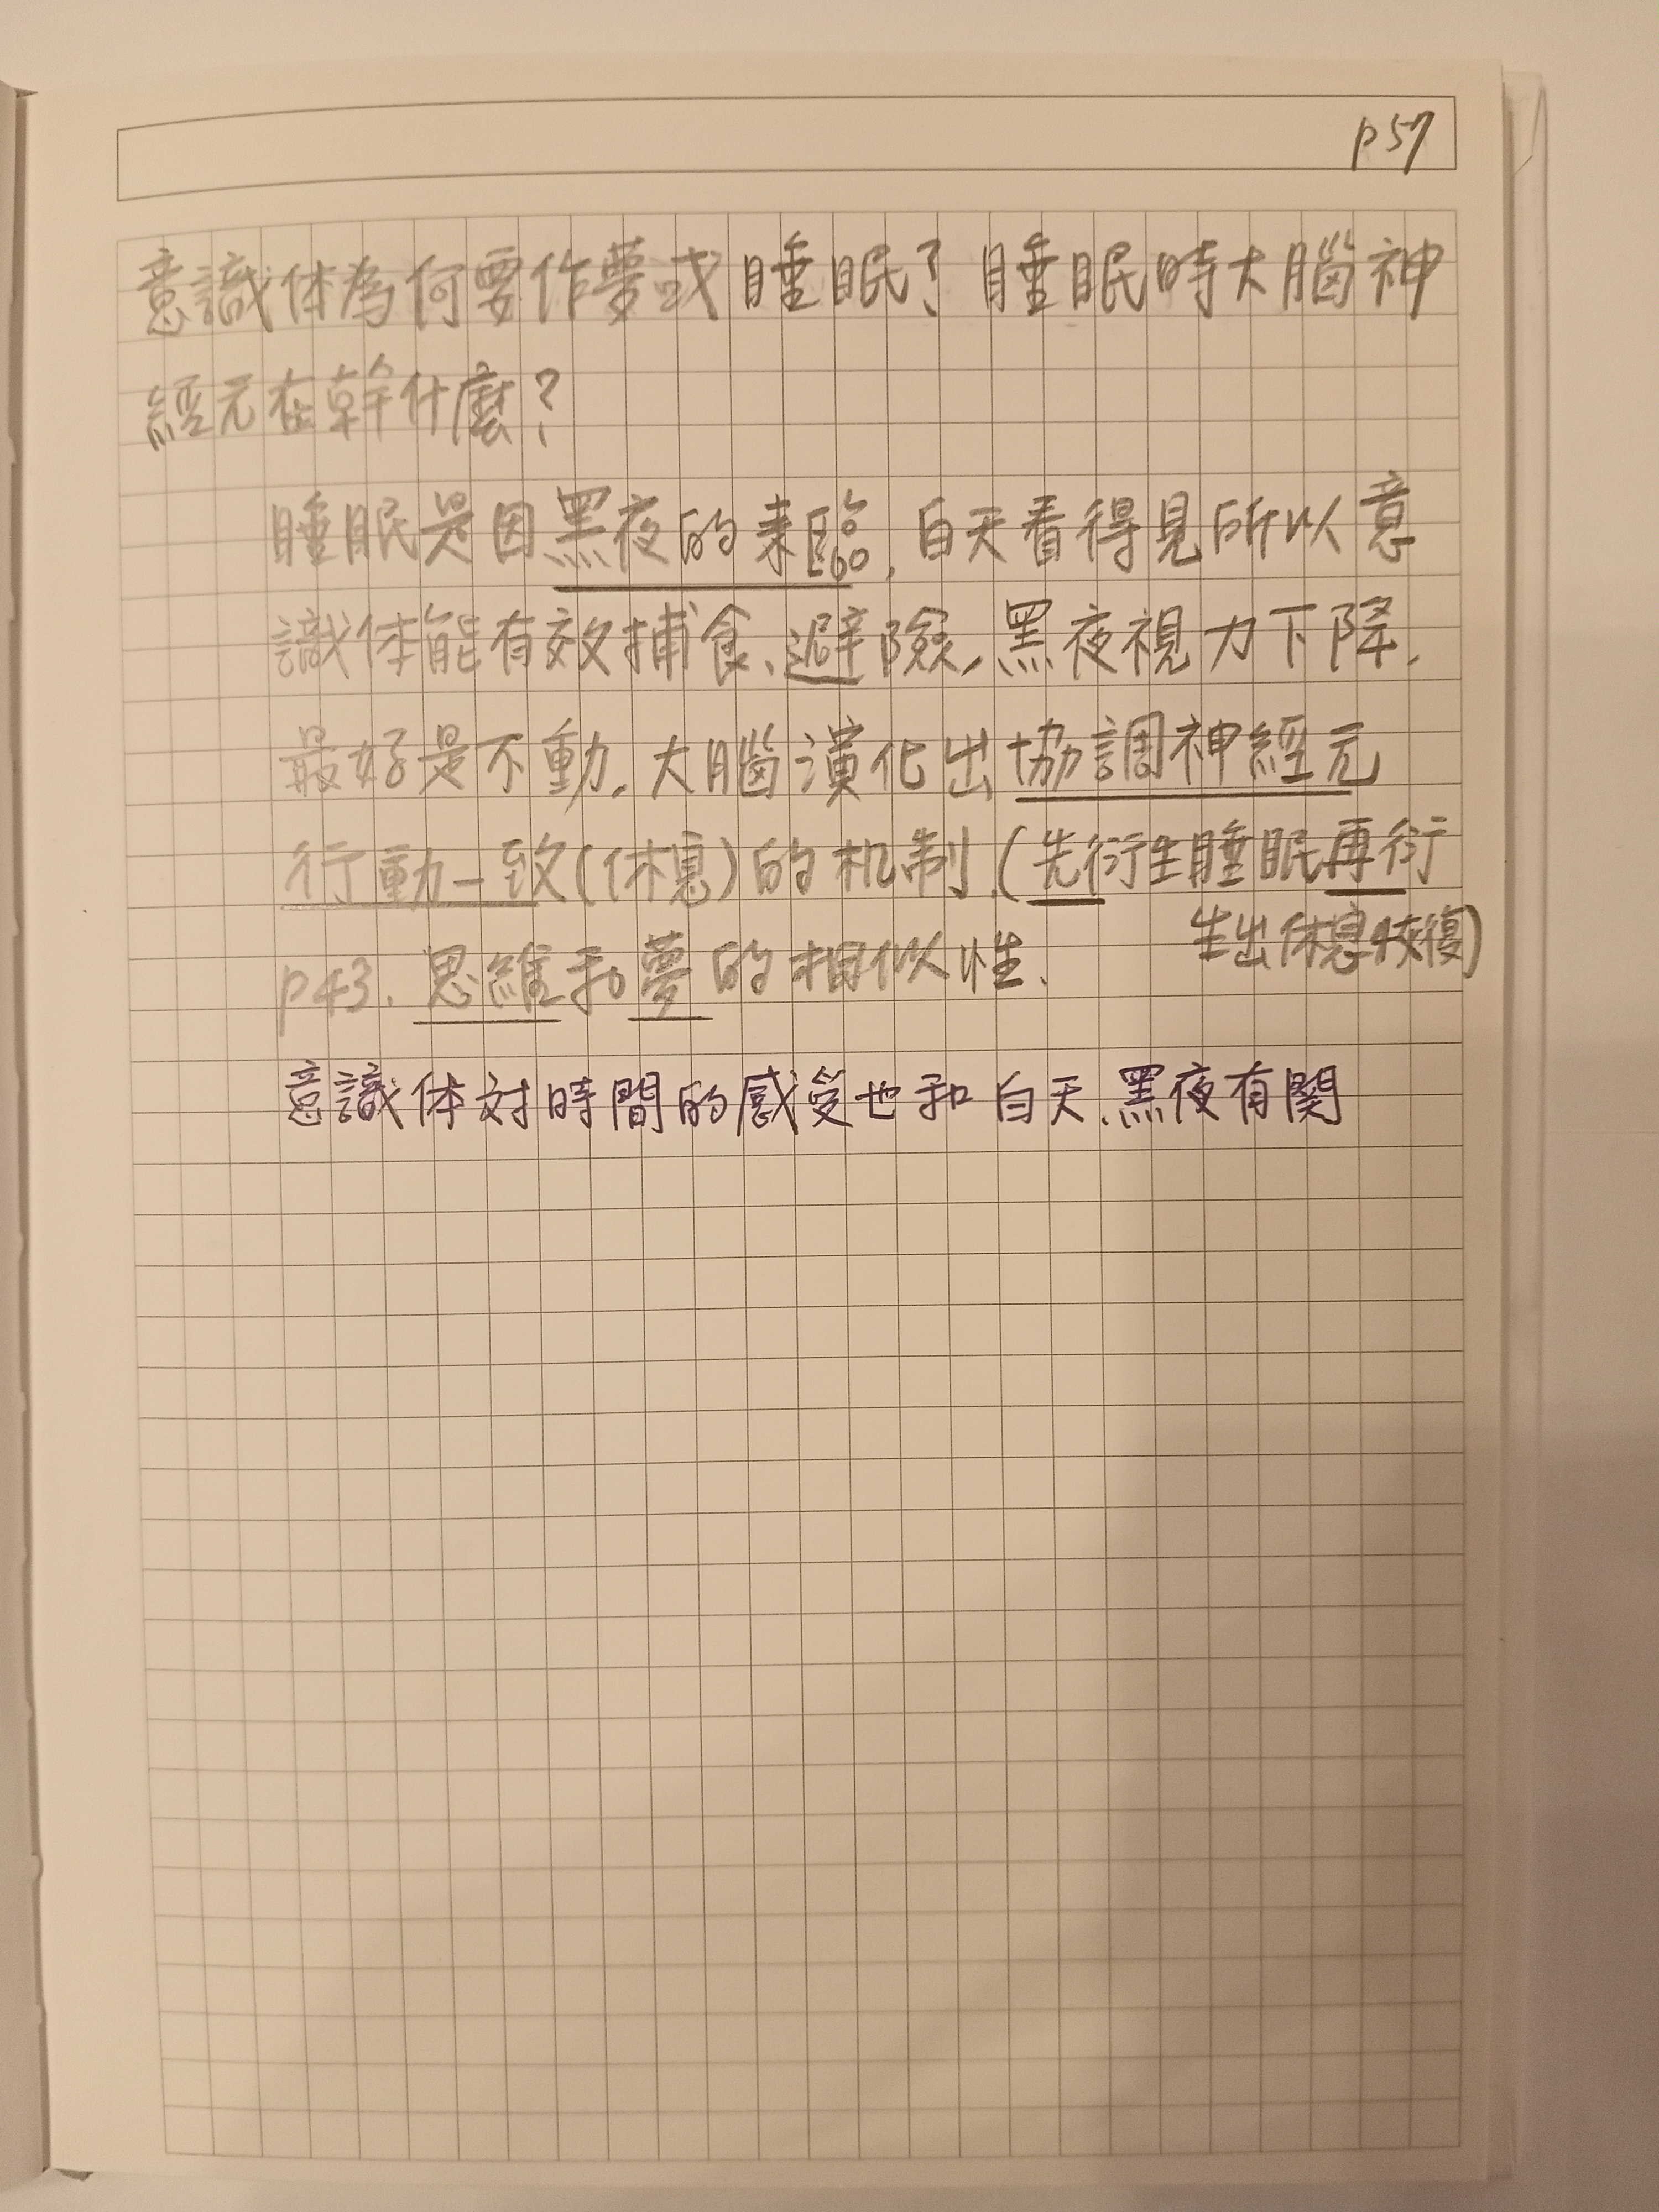 p57
意識体為何要作夢或睡眠？睡眠時大腦神
經元在幹什麼？
睡眠是因黑夜的来臨，白天看得見所以意
識体能有效捕食、避險，黑夜視力下降，
最好是不動。大腦演化出協調神經元
行動一致(休息)的机制.(先衍生睡眠再衍
生出休息恢復)
p43. 思維和夢的相似性.
意識体対時間的感受也和白天.黑夜有関